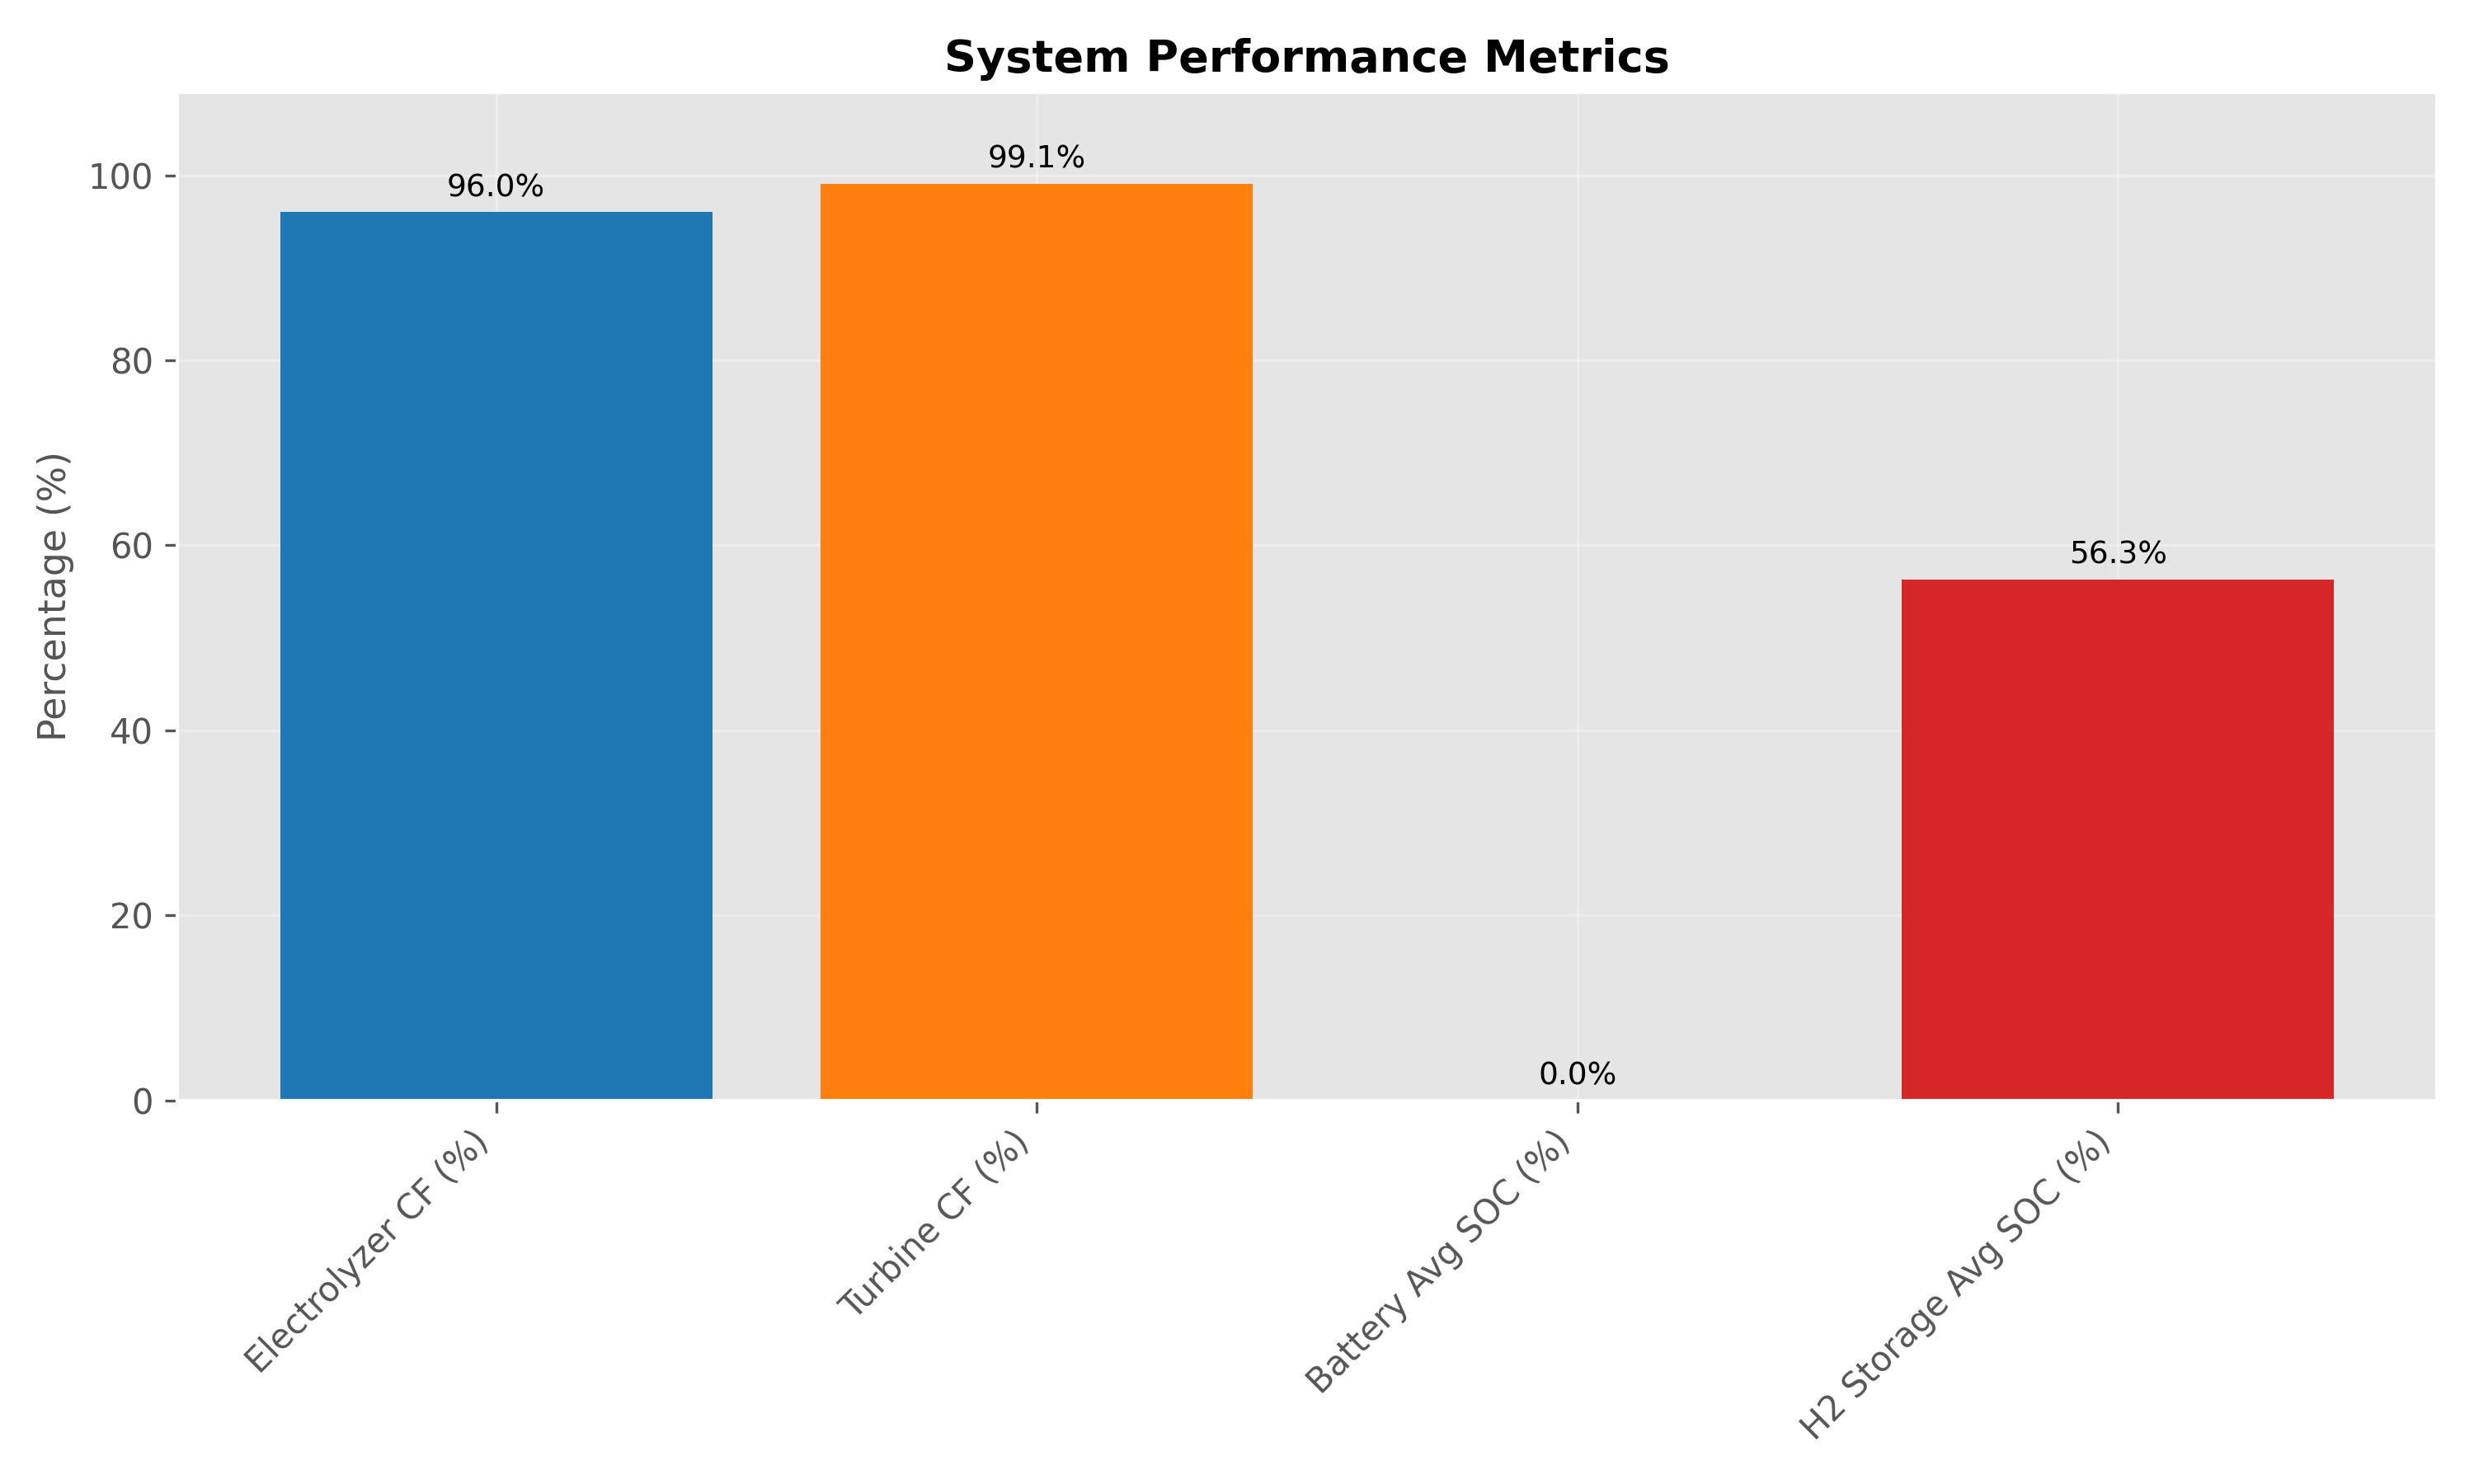 System Performance Metrics
Percentage (%)
100
80
60
40
20
0
96.0%
99.1%
0.0%
56.3%
Electrolyzer CF (%)
Turbine CF (%)
Battery Avg SOC (%)
H2 Storage Avg SOC (%)